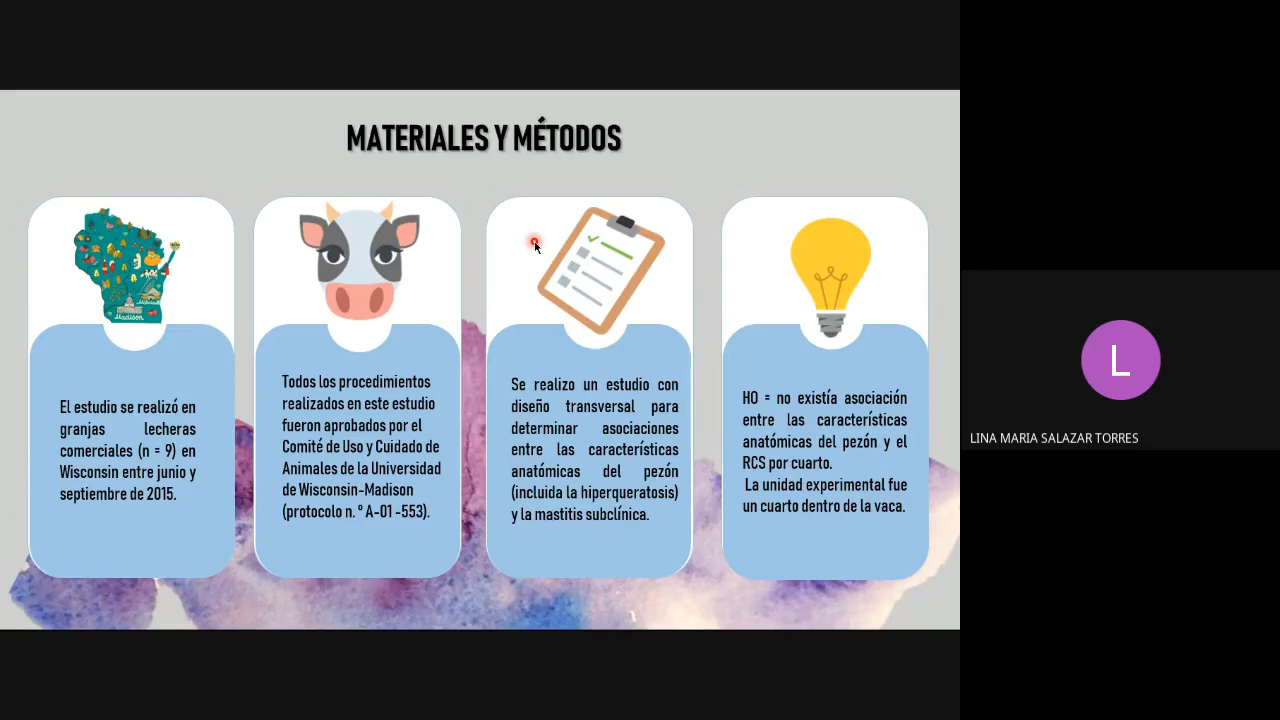 MATERIALES Y MÉTODOS
Madison
El estudio se realizó en
granjas lecheras
comerciales (n = 9) en
Wisconsin entre junio y
septiembre de 2015.
Todos los procedimientos
realizados en este estudio
fueron aprobados por el
Comité de Uso y Cuidado de
Animales de la Universidad
de Wisconsin-Madison
(protocolo n. º A-01 -553).
Se realizo un estudio con
diseño transversal para
determinar asociaciones
entre las características
anatómicas del pezón
(incluida la hiperqueratosis)
y la mastitis subclínica.
HO = no existía asociación
entre las características
anatómicas del pezón y el
RCS por cuarto.
La unidad experimental fue
un cuarto dentro de la vaca.
L
LINA MARIA SALAZAR TORRES